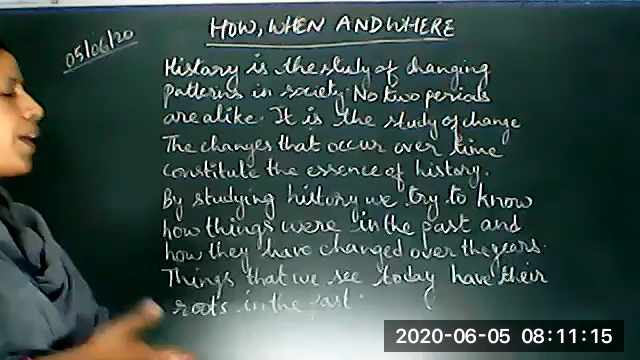 05/06/20
HOW, WHEN AND WHERE
History is the study of changing
patterns in society. No two periods
are alike. It is the study of change
The changes that occur over time
constitute the essence of history.
By studying history we try to know
how things were in the past and
how they have changed over the years.
Things that we see today have their
roots in the past.
2020-06-05 08:11:15